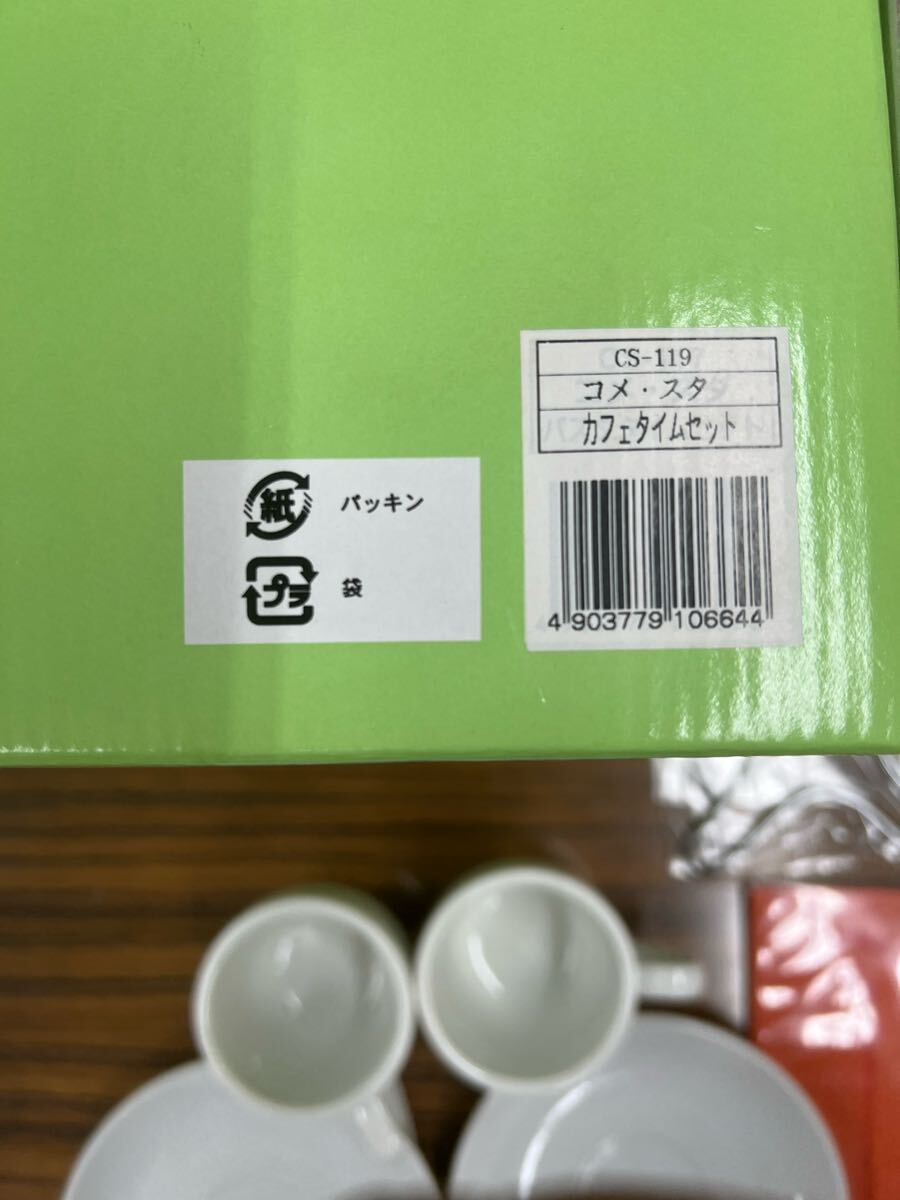 CS-119
コメ・スタ
カフェタイムセット
4 903779 106644
紙 パッキン
プラ 袋